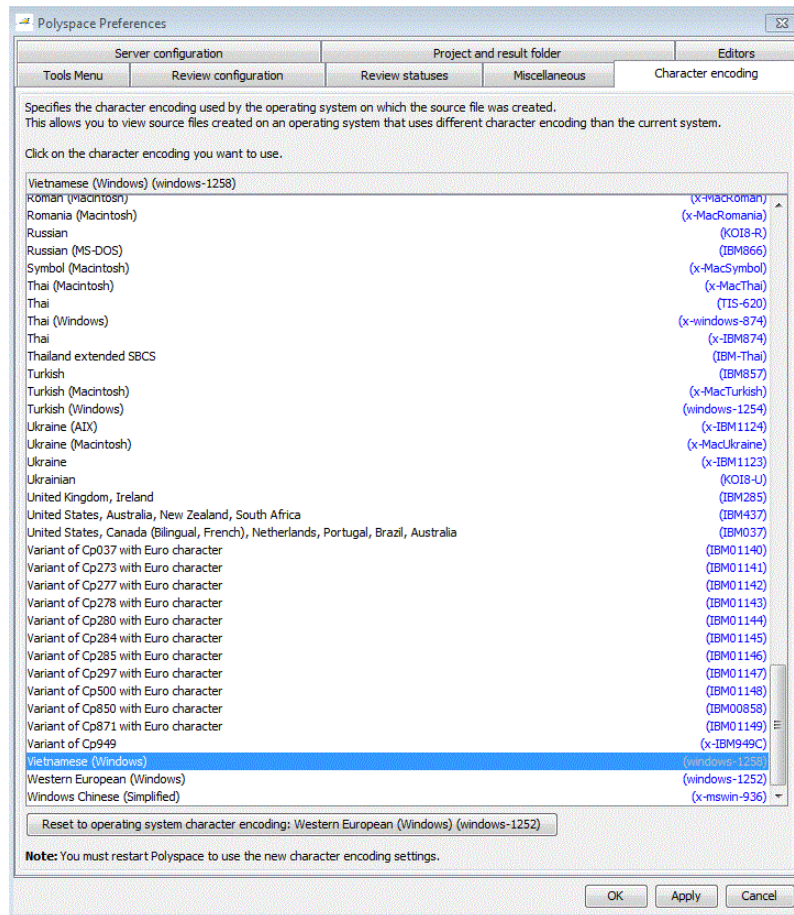 Polyspace Preferences
Server configuration Project and result folder Editors
Tools Menu Review configuration Review statuses Miscellaneous Character encoding
Specifies the character encoding used by the operating system on which the source file was created.
This allows you to view source files created on an operating system that uses different character encoding than the current system.
Click on the character encoding you want to use.
Vietnamese (Windows) (windows-1258)
Roman (Macintosh) (x-MacRoman)
Romania (Macintosh) (x-MacRomania)
Russian (KOI8-R)
Russian (MS-DOS) (IBM866)
Symbol (Macintosh) (x-MacSymbol)
Thai (Macintosh) (x-MacThai)
Thai (TIS-620)
Thai (Windows) (x-windows-874)
Thai (x-IBM874)
Thailand extended SBCS (IBM-Thai)
Turkish (IBM857)
Turkish (Macintosh) (x-MacTurkish)
Turkish (Windows) (windows-1254)
Ukraine (AIX) (x-IBM1124)
Ukraine (Macintosh) (x-MacUkraine)
Ukraine (x-IBM1123)
Ukrainian (KOI8-U)
United Kingdom, Ireland (IBM285)
United States, Australia, New Zealand, South Africa (IBM437)
United States, Canada (Bilingual, French), Netherlands, Portugal, Brazil, Australia (IBM037)
Variant of Cp037 with Euro character (IBM01140)
Variant of Cp273 with Euro character (IBM01141)
Variant of Cp277 with Euro character (IBM01142)
Variant of Cp278 with Euro character (IBM01143)
Variant of Cp280 with Euro character (IBM01144)
Variant of Cp284 with Euro character (IBM01145)
Variant of Cp285 with Euro character (IBM01146)
Variant of Cp297 with Euro character (IBM01147)
Variant of Cp500 with Euro character (IBM01148)
Variant of Cp850 with Euro character (IBM00858)
Variant of Cp871 with Euro character (IBM01149)
Variant of Cp949 (x-IBM949C)
Vietnamese (Windows) (windows-1258)
Western European (Windows) (windows-1252)
Windows Chinese (Simplified) (x-mswin-936)
Reset to operating system character encoding: Western European (Windows) (windows-1252)
Note: You must restart Polyspace to use the new character encoding settings.
OK Apply Cancel